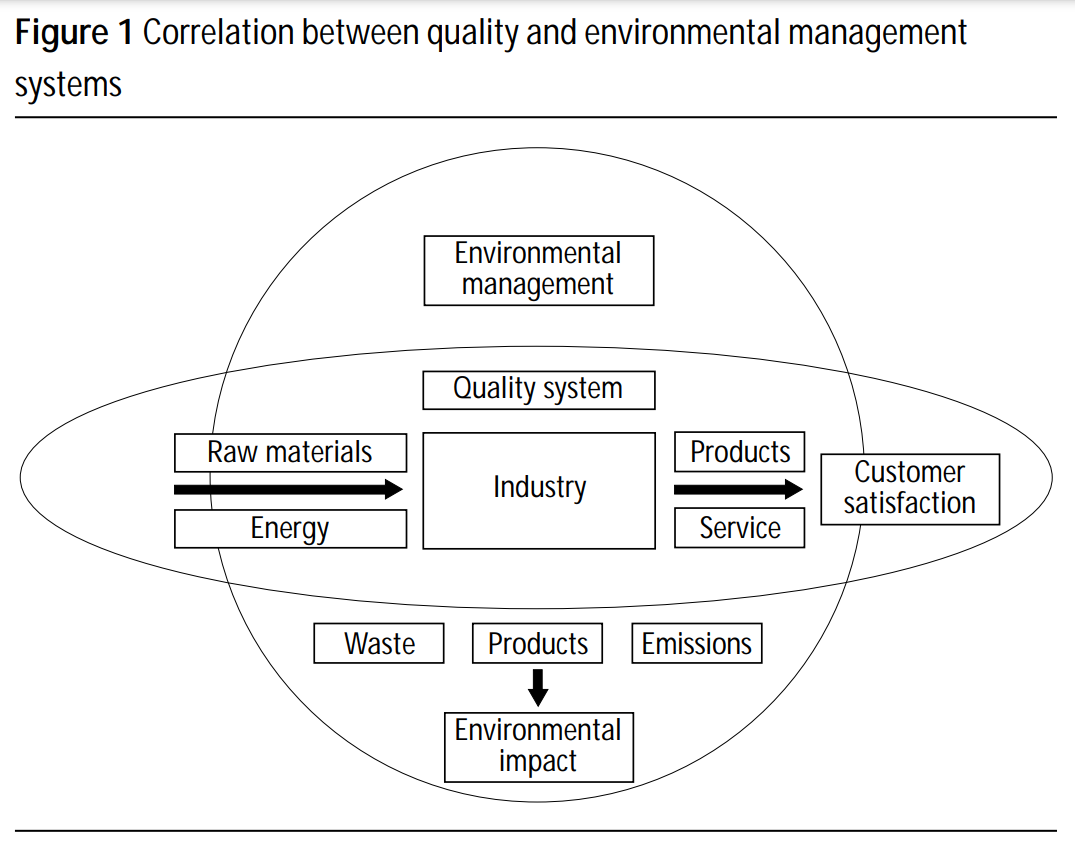 Figure 1 Correlation between quality and environmental management
systems
Environmental
management
Quality system
Raw materials
Energy
Industry
Products
Service
Customer
satisfaction
Waste
Products
Emissions
Environmental
impact